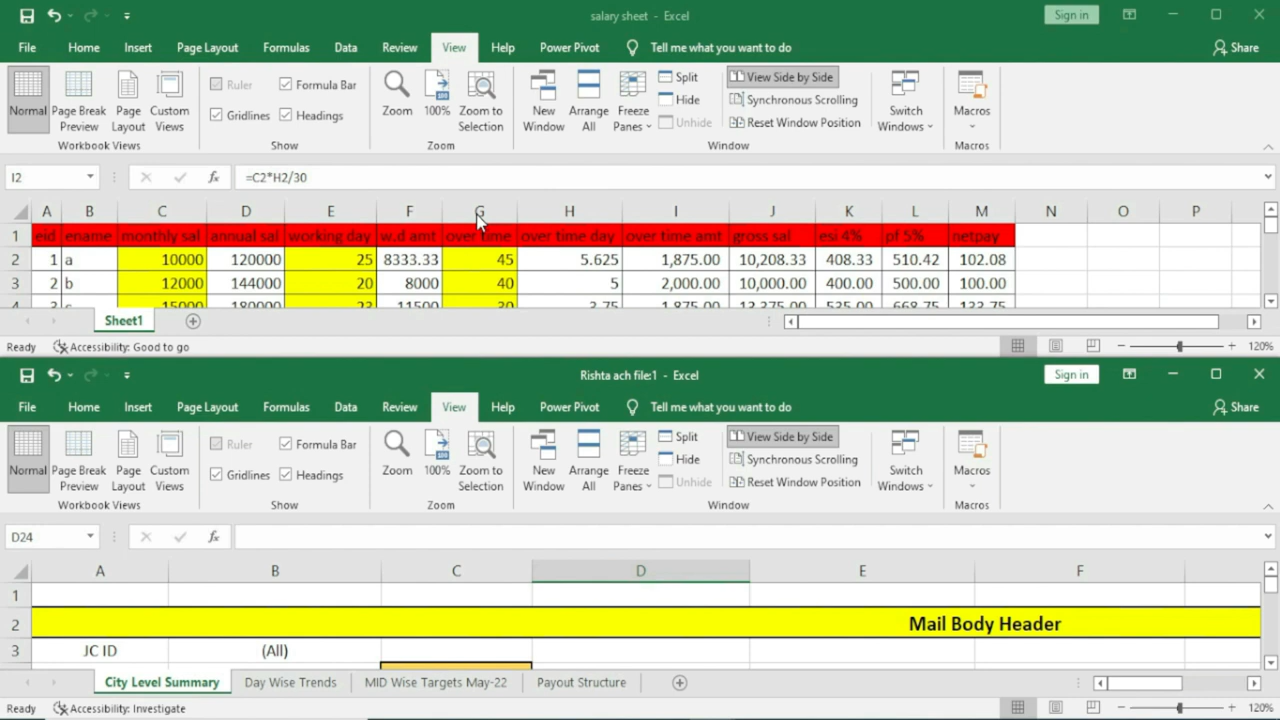 salary sheet - Excel
Sign in
File Home Insert Page Layout Formulas Data Review View Help Power Pivot Tell me what you want to do Share
Normal Page Break Preview Page Layout Custom Views
Workbook Views
Ruler Formula Bar
Gridlines Headings
Show
Zoom 100% Zoom to Selection
Zoom
New Window Arrange All Freeze Panes
Split
Hide
Unhide
View Side by Side
Synchronous Scrolling
Reset Window Position
Switch Windows
Window
Macros
Macros
I2 fx =C2*H2/30
A B C D E F G H I J K L M N O P
1 eid ename monthly sal annual sal working day w.d amt over time over time day over time amt gross sal esi 4% pf 5% netpay
2 1 a 10000 120000 25 8333.33 45 5.625 1,875.00 10,208.33 408.33 510.42 102.08
3 2 b 12000 144000 20 8000 40 5 2,000.00 10,000.00 400.00 500.00 100.00
4 3 c 15000 180000 23 11500 30 3.75 1,875.00 13,375.00 535.00 668.75 133.75
Sheet1
Ready Accessibility: Good to go 120%
Rishta ach file:1 - Excel
Sign in
File Home Insert Page Layout Formulas Data Review View Help Power Pivot Tell me what you want to do Share
Normal Page Break Preview Page Layout Custom Views
Workbook Views
Ruler Formula Bar
Gridlines Headings
Show
Zoom 100% Zoom to Selection
Zoom
New Window Arrange All Freeze Panes
Split
Hide
Unhide
View Side by Side
Synchronous Scrolling
Reset Window Position
Switch Windows
Window
Macros
Macros
D24 fx
A B C D E F
1
2 Mail Body Header
3 JC ID (All)
City Level Summary Day Wise Trends MID Wise Targets May-22 Payout Structure
Ready Accessibility: Investigate 120%